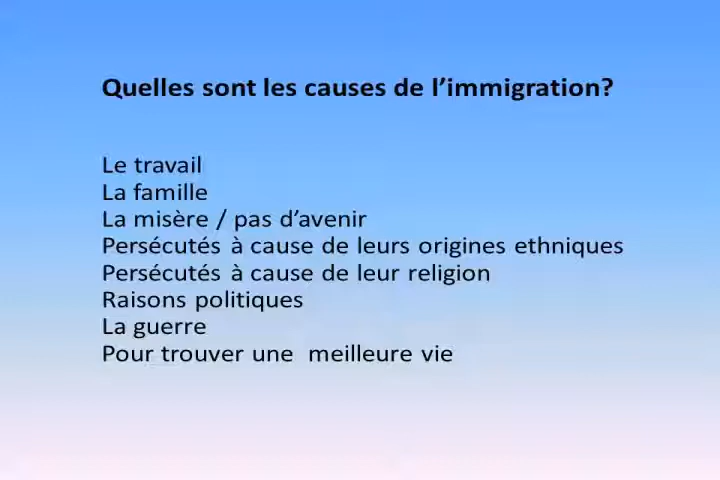 Quelles sont les causes de l’immigration?
Le travail
La famille
La misère / pas d’avenir
Persécutés à cause de leurs origines ethniques
Persécutés à cause de leur religion
Raisons politiques
La guerre
Pour trouver une  meilleure vie